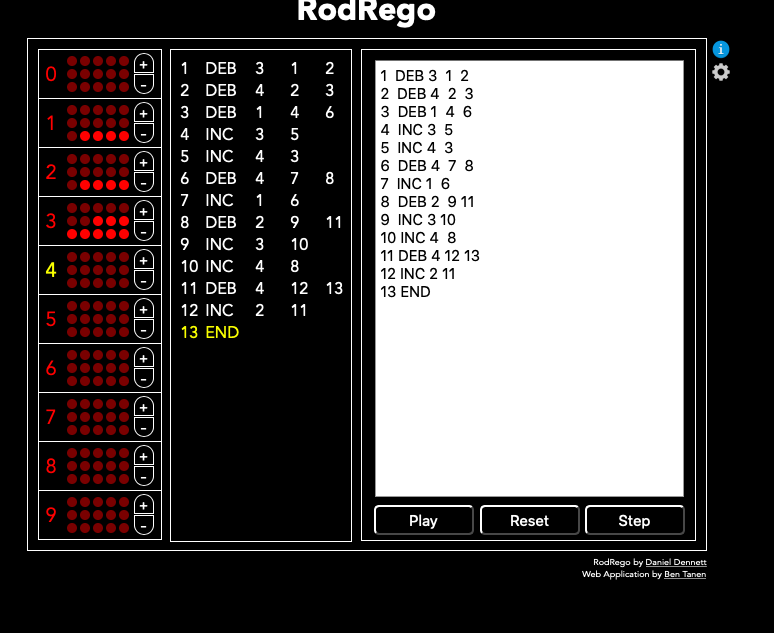 RodRego
0 + -
1 + -
2 + -
3 + -
4 + -
5 + -
6 + -
7 + -
8 + -
9 + -
1 DEB 3 1 2
2 DEB 4 2 3
3 DEB 1 4 6
4 INC 3 5
5 INC 4 3
6 DEB 4 7 8
7 INC 1 6
8 DEB 2 9 11
9 INC 3 10
10 INC 4 8
11 DEB 4 12 13
12 INC 2 11
13 END
1 DEB 3 1 2
2 DEB 4 2 3
3 DEB 1 4 6
4 INC 3 5
5 INC 4 3
6 DEB 4 7 8
7 INC 1 6
8 DEB 2 9 11
9 INC 3 10
10 INC 4 8
11 DEB 4 12 13
12 INC 2 11
13 END
Play Reset Step
i
RodRego by Daniel Dennett
Web Application by Ben Tanen